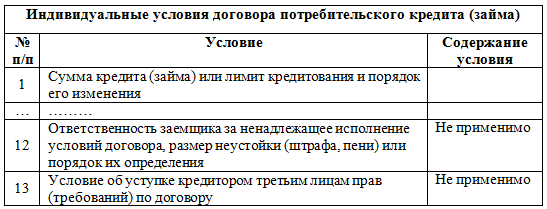 Индивидуальные условия договора потребительского кредита (займа)
№ п/п Условие Содержание условия
1 Сумма кредита (займа) или лимит кредитования и порядок
его изменения
... .........
12 Ответственность заемщика за ненадлежащее исполнение Не применимо
условий договора, размер неустойки (штрафа, пени) или
порядок их определения
13 Условие об уступке кредитором третьим лицам прав Не применимо
(требований) по договору